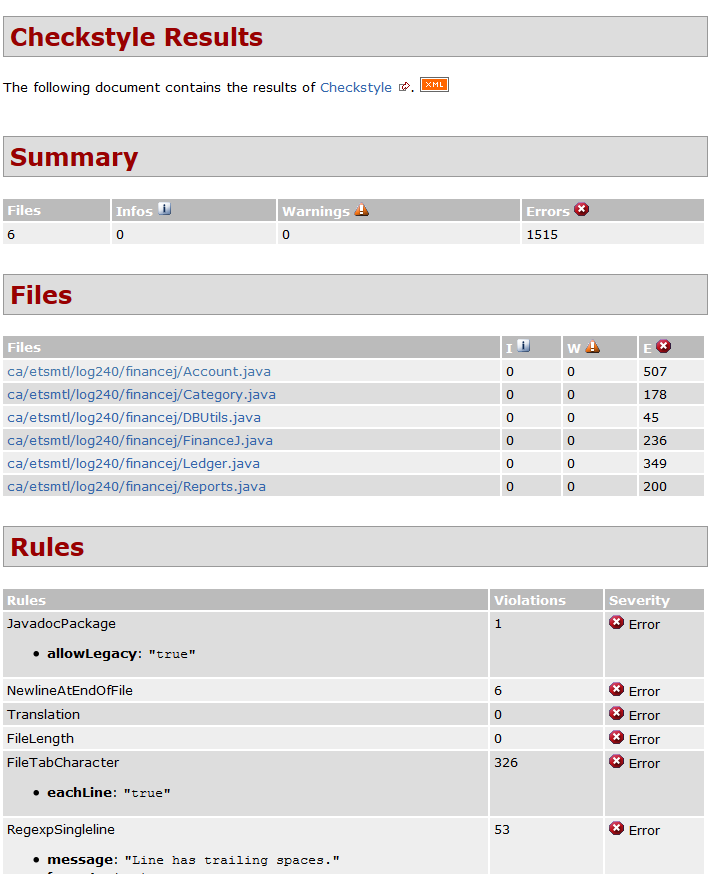 Checkstyle Results
The following document contains the results of Checkstyle. XML
Summary
Files Infos Warnings Errors
6 0 0 1515
Files
Files I W E
ca/etsmtl/log240/financej/Account.java 0 0 507
ca/etsmtl/log240/financej/Category.java 0 0 178
ca/etsmtl/log240/financej/DBUtils.java 0 0 45
ca/etsmtl/log240/financej/FinanceJ.java 0 0 236
ca/etsmtl/log240/financej/Ledger.java 0 0 349
ca/etsmtl/log240/financej/Reports.java 0 0 200
Rules
Rules Violations Severity
JavadocPackage 1 Error
• allowLegacy: "true"
NewlineAtEndOfFile 6 Error
Translation 0 Error
FileLength 0 Error
FileTabCharacter 326 Error
• eachLine: "true"
RegexpSingleline 53 Error
• message: "Line has trailing spaces."